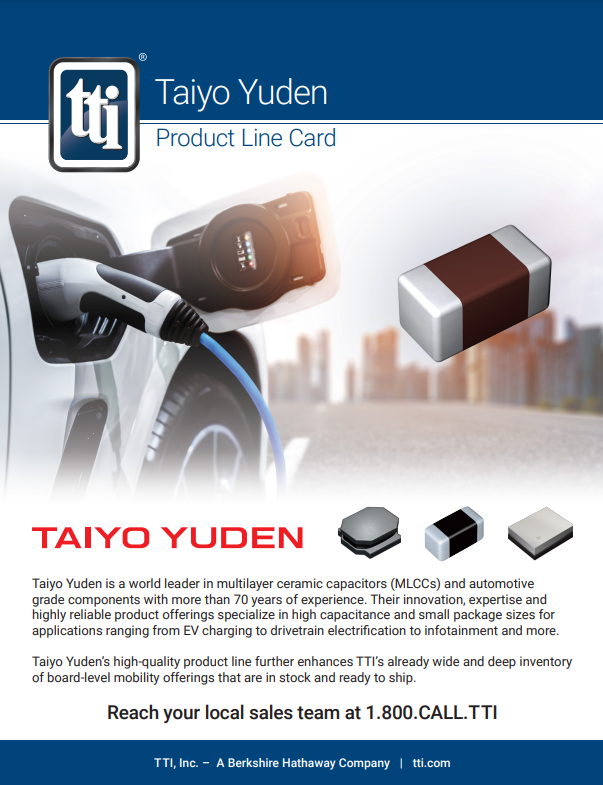 tti
®
Taiyo Yuden
Product Line Card
TAIYO YUDEN
Taiyo Yuden is a world leader in multilayer ceramic capacitors (MLCCs) and automotive
grade components with more than 70 years of experience. Their innovation, expertise and
highly reliable product offerings specialize in high capacitance and small package sizes for
applications ranging from EV charging to drivetrain electrification to infotainment and more.
Taiyo Yuden’s high-quality product line further enhances TTI’s already wide and deep inventory
of board-level mobility offerings that are in stock and ready to ship.
Reach your local sales team at 1.800.CALL.TTI
TTI, Inc. – A Berkshire Hathaway Company | tti.com